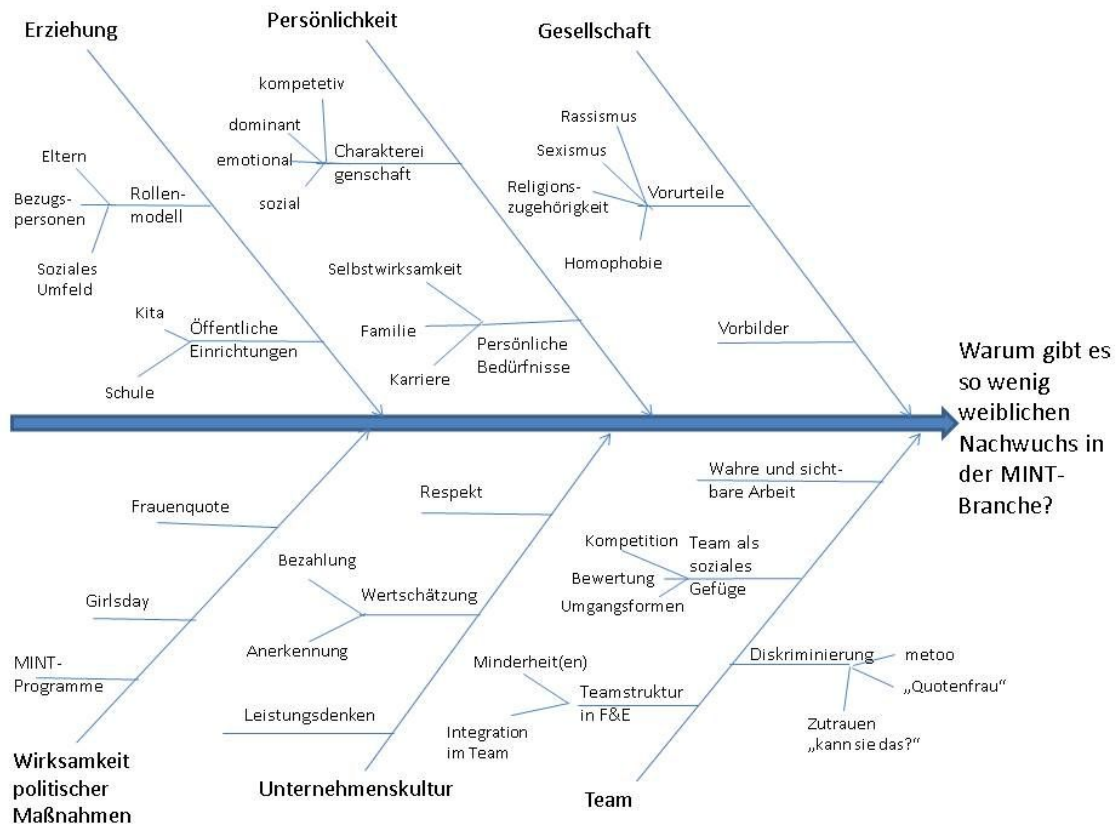 Erziehung
Persönlichkeit
Gesellschaft
kompetetiv
dominant
emotional
sozial
Charakterei
genschaft
Eltern
Bezugs-
personen
Soziales
Umfeld
Rollen-
modell
Rassismus
Sexismus
Religions-
zugehörigkeit
Homophobie
Vorurteile
Kita
Schule
Öffentliche
Einrichtungen
Selbstwirksamkeit
Familie
Karriere
Persönliche
Bedürfnisse
Vorbilder
Warum gibt es
so wenig
weiblichen
Nachwuchs in
der MINT-
Branche?
Frauenquote
Girlsday
MINT-
Programme
Wirksamkeit
politischer
Maßnahmen
Respekt
Bezahlung
Anerkennung
Wertschätzung
Leistungsdenken
Unternehmenskultur
Wahre und sicht-
bare Arbeit
Kompetition
Bewertung
Umgangsformen
Team als
soziales
Gefüge
Diskriminierung
metoo
„Quotenfrau“
Zutrauen
„kann sie das?“
Minderheit(en)
Integration
im Team
Teamstruktur
in F&E
Team